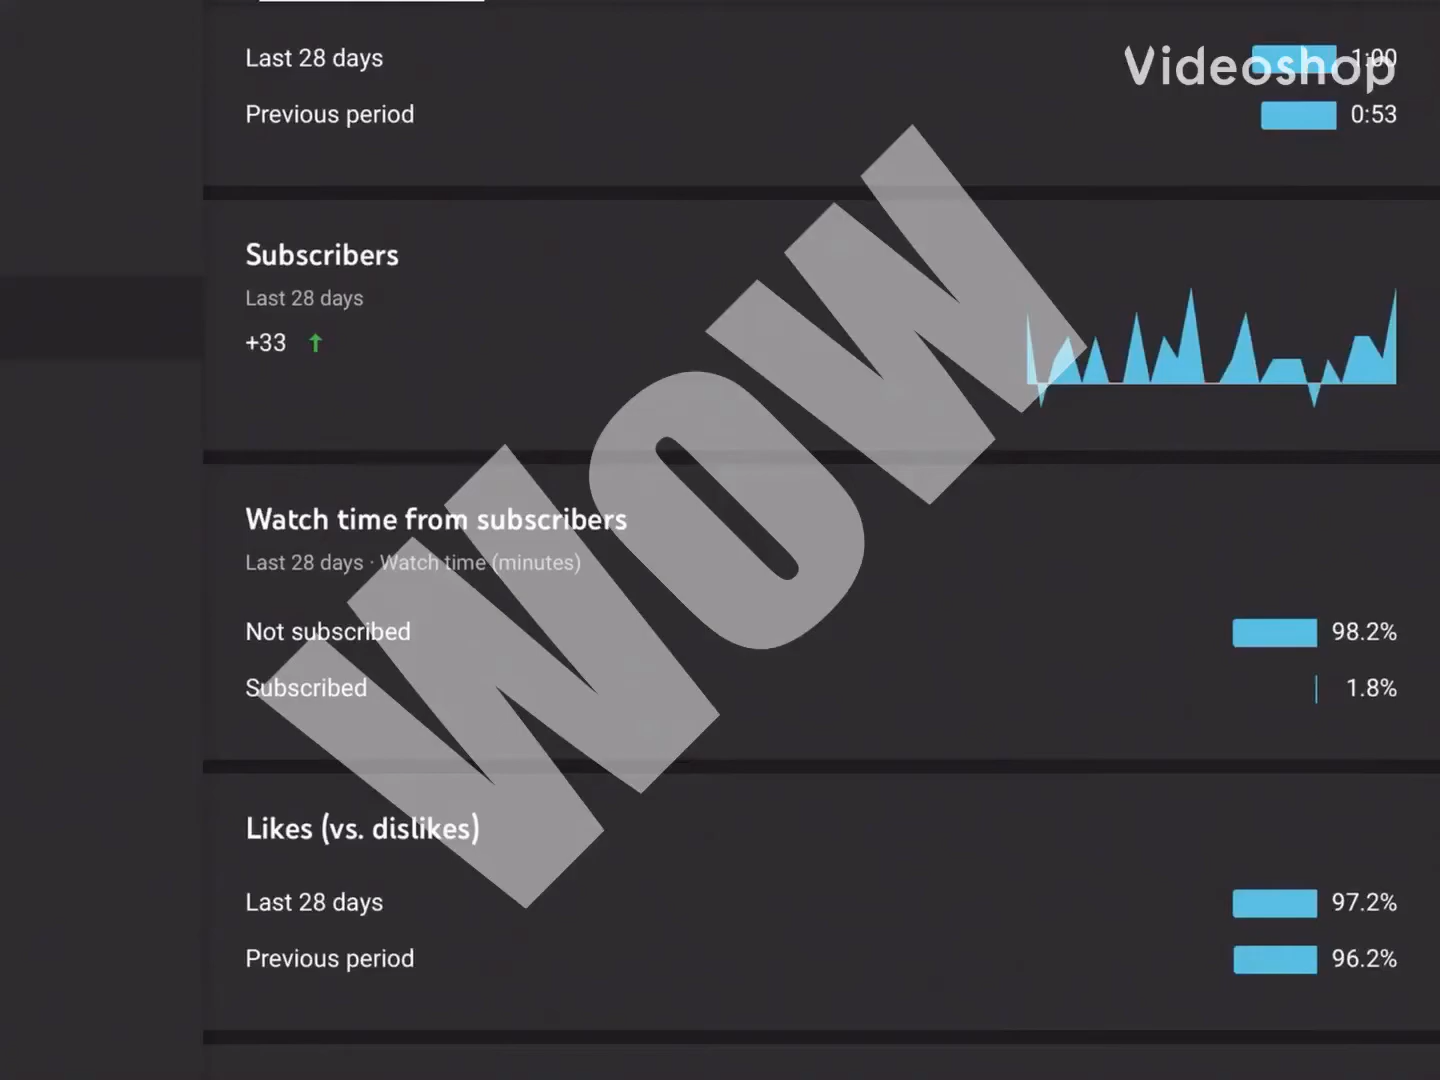 Last 28 days 1:00
Videoshop
Previous period 0:53
Subscribers
Last 28 days
+33
WOW
Watch time from subscribers
Last 28 days · Watch time (minutes)
Not subscribed 98.2%
Subscribed 1.8%
Likes (vs. dislikes)
Last 28 days 97.2%
Previous period 96.2%